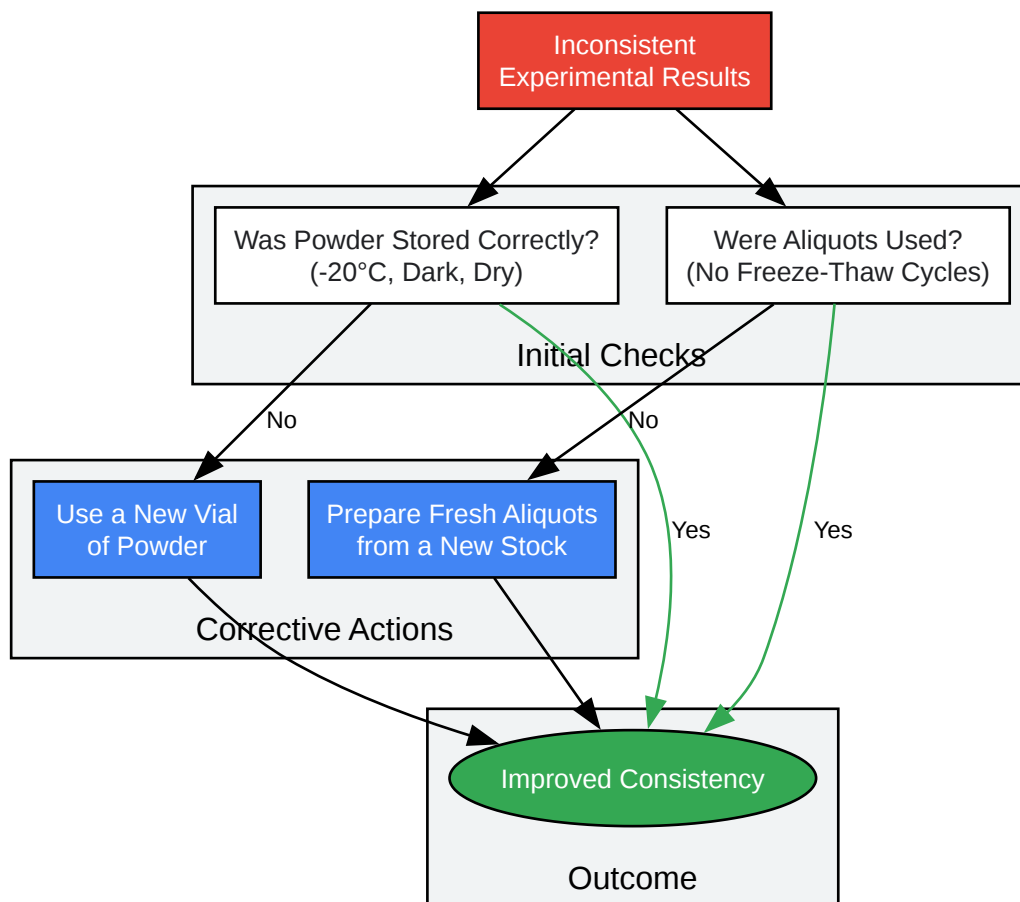 Inconsistent
Experimental Results
Was Powder Stored Correctly?
(-20°C, Dark, Dry)
Were Aliquots Used?
(No Freeze-Thaw Cycles)
Initial Checks
No
No
Use a New Vial
of Powder
Prepare Fresh Aliquots
from a New Stock
Yes
Yes
Corrective Actions
Improved Consistency
Outcome